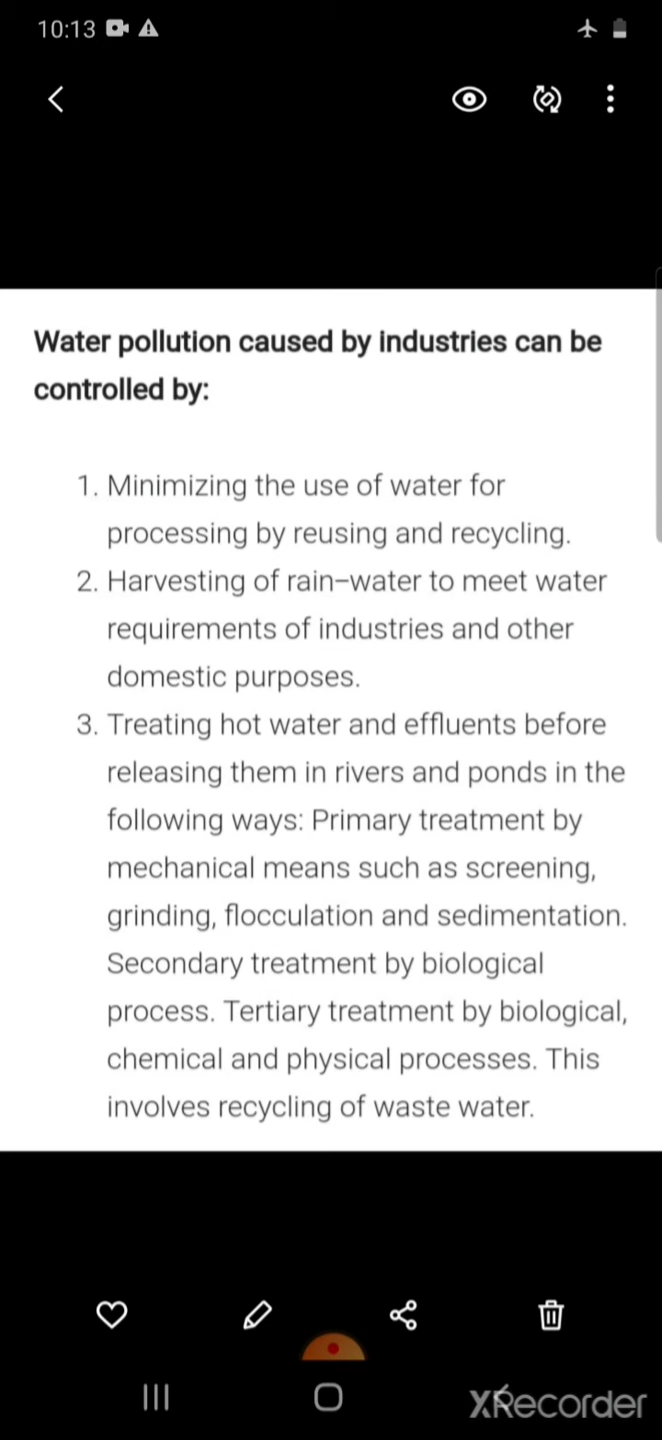 10:13
Water pollution caused by industries can be
controlled by:
1. Minimizing the use of water for
processing by reusing and recycling.
2. Harvesting of rain-water to meet water
requirements of industries and other
domestic purposes.
3. Treating hot water and effluents before
releasing them in rivers and ponds in the
following ways: Primary treatment by
mechanical means such as screening,
grinding, flocculation and sedimentation.
Secondary treatment by biological
process. Tertiary treatment by biological,
chemical and physical processes. This
involves recycling of waste water.
XRecorder